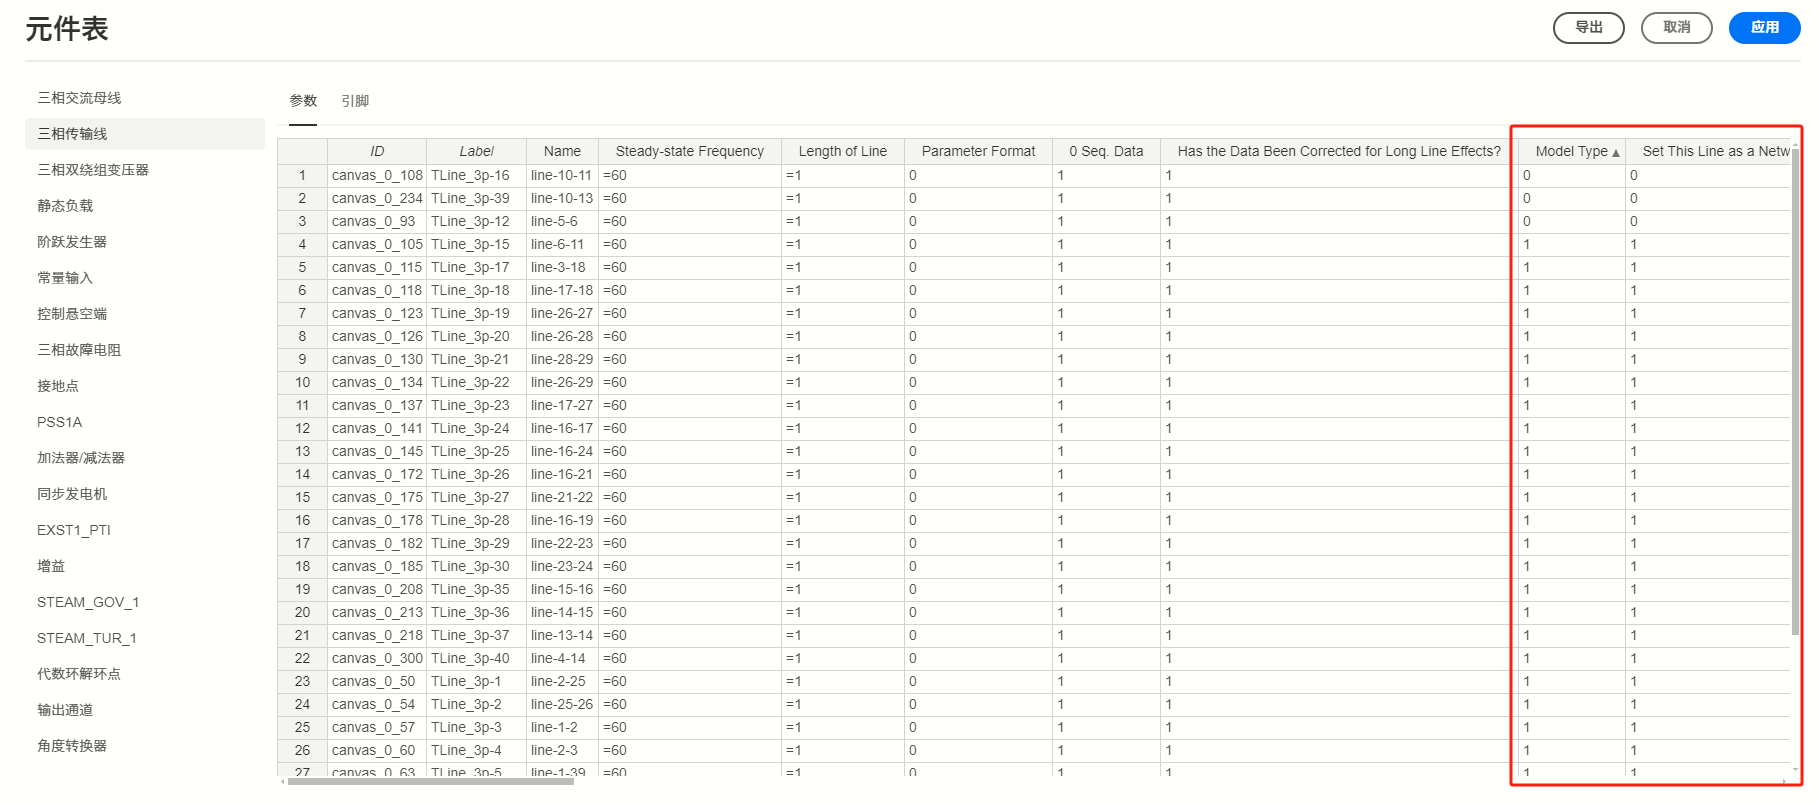 元件表
导出 取消 应用
三相交流母线
三相传输线
三相双绕组变压器
静态负载
阶跃发生器
常量输入
控制悬空端
三相故障电阻
接地点
PSS1A
加法器/减法器
同步发电机
EXST1_PTI
增益
STEAM_GOV_1
STEAM_TUR_1
代数环解环点
输出通道
角度转换器
参数 引脚
ID Label Name Steady-state Frequency Length of Line Parameter Format 0 Seq. Data Has the Data Been Corrected for Long Line Effects? Model Type ▲ Set This Line as a Netw
1 canvas_0_108 TLine_3p-16 line-10-11 =60 =1 0 1 1 0 0
2 canvas_0_234 TLine_3p-39 line-10-13 =60 =1 0 1 1 0 0
3 canvas_0_93 TLine_3p-12 line-5-6 =60 =1 0 1 1 0 0
4 canvas_0_105 TLine_3p-15 line-6-11 =60 =1 0 1 1 1 1
5 canvas_0_115 TLine_3p-17 line-3-18 =60 =1 0 1 1 1 1
6 canvas_0_118 TLine_3p-18 line-17-18 =60 =1 0 1 1 1 1
7 canvas_0_123 TLine_3p-19 line-26-27 =60 =1 0 1 1 1 1
8 canvas_0_126 TLine_3p-20 line-26-28 =60 =1 0 1 1 1 1
9 canvas_0_130 TLine_3p-21 line-28-29 =60 =1 0 1 1 1 1
10 canvas_0_134 TLine_3p-22 line-26-29 =60 =1 0 1 1 1 1
11 canvas_0_137 TLine_3p-23 line-17-27 =60 =1 0 1 1 1 1
12 canvas_0_141 TLine_3p-24 line-16-17 =60 =1 0 1 1 1 1
13 canvas_0_145 TLine_3p-25 line-16-24 =60 =1 0 1 1 1 1
14 canvas_0_172 TLine_3p-26 line-16-21 =60 =1 0 1 1 1 1
15 canvas_0_175 TLine_3p-27 line-21-22 =60 =1 0 1 1 1 1
16 canvas_0_178 TLine_3p-28 line-16-19 =60 =1 0 1 1 1 1
17 canvas_0_182 TLine_3p-29 line-22-23 =60 =1 0 1 1 1 1
18 canvas_0_185 TLine_3p-30 line-23-24 =60 =1 0 1 1 1 1
19 canvas_0_208 TLine_3p-35 line-15-16 =60 =1 0 1 1 1 1
20 canvas_0_213 TLine_3p-36 line-14-15 =60 =1 0 1 1 1 1
21 canvas_0_218 TLine_3p-37 line-13-14 =60 =1 0 1 1 1 1
22 canvas_0_300 TLine_3p-40 line-4-14 =60 =1 0 1 1 1 1
23 canvas_0_50 TLine_3p-1 line-2-25 =60 =1 0 1 1 1 1
24 canvas_0_54 TLine_3p-2 line-25-26 =60 =1 0 1 1 1 1
25 canvas_0_57 TLine_3p-3 line-1-2 =60 =1 0 1 1 1 1
26 canvas_0_60 TLine_3p-4 line-2-3 =60 =1 0 1 1 1 1
27 canvas_0_63 TLine_3p-5 line-1-39 =60 =1 0 1 1 1 1